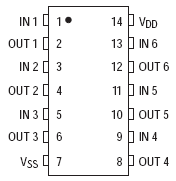 IN 1 1 14 VDD
OUT 1 2 13 IN 6
IN 2 3 12 OUT 6
OUT 2 4 11 IN 5
IN 3 5 10 OUT 5
OUT 3 6 9 IN 4
VSS 7 8 OUT 4